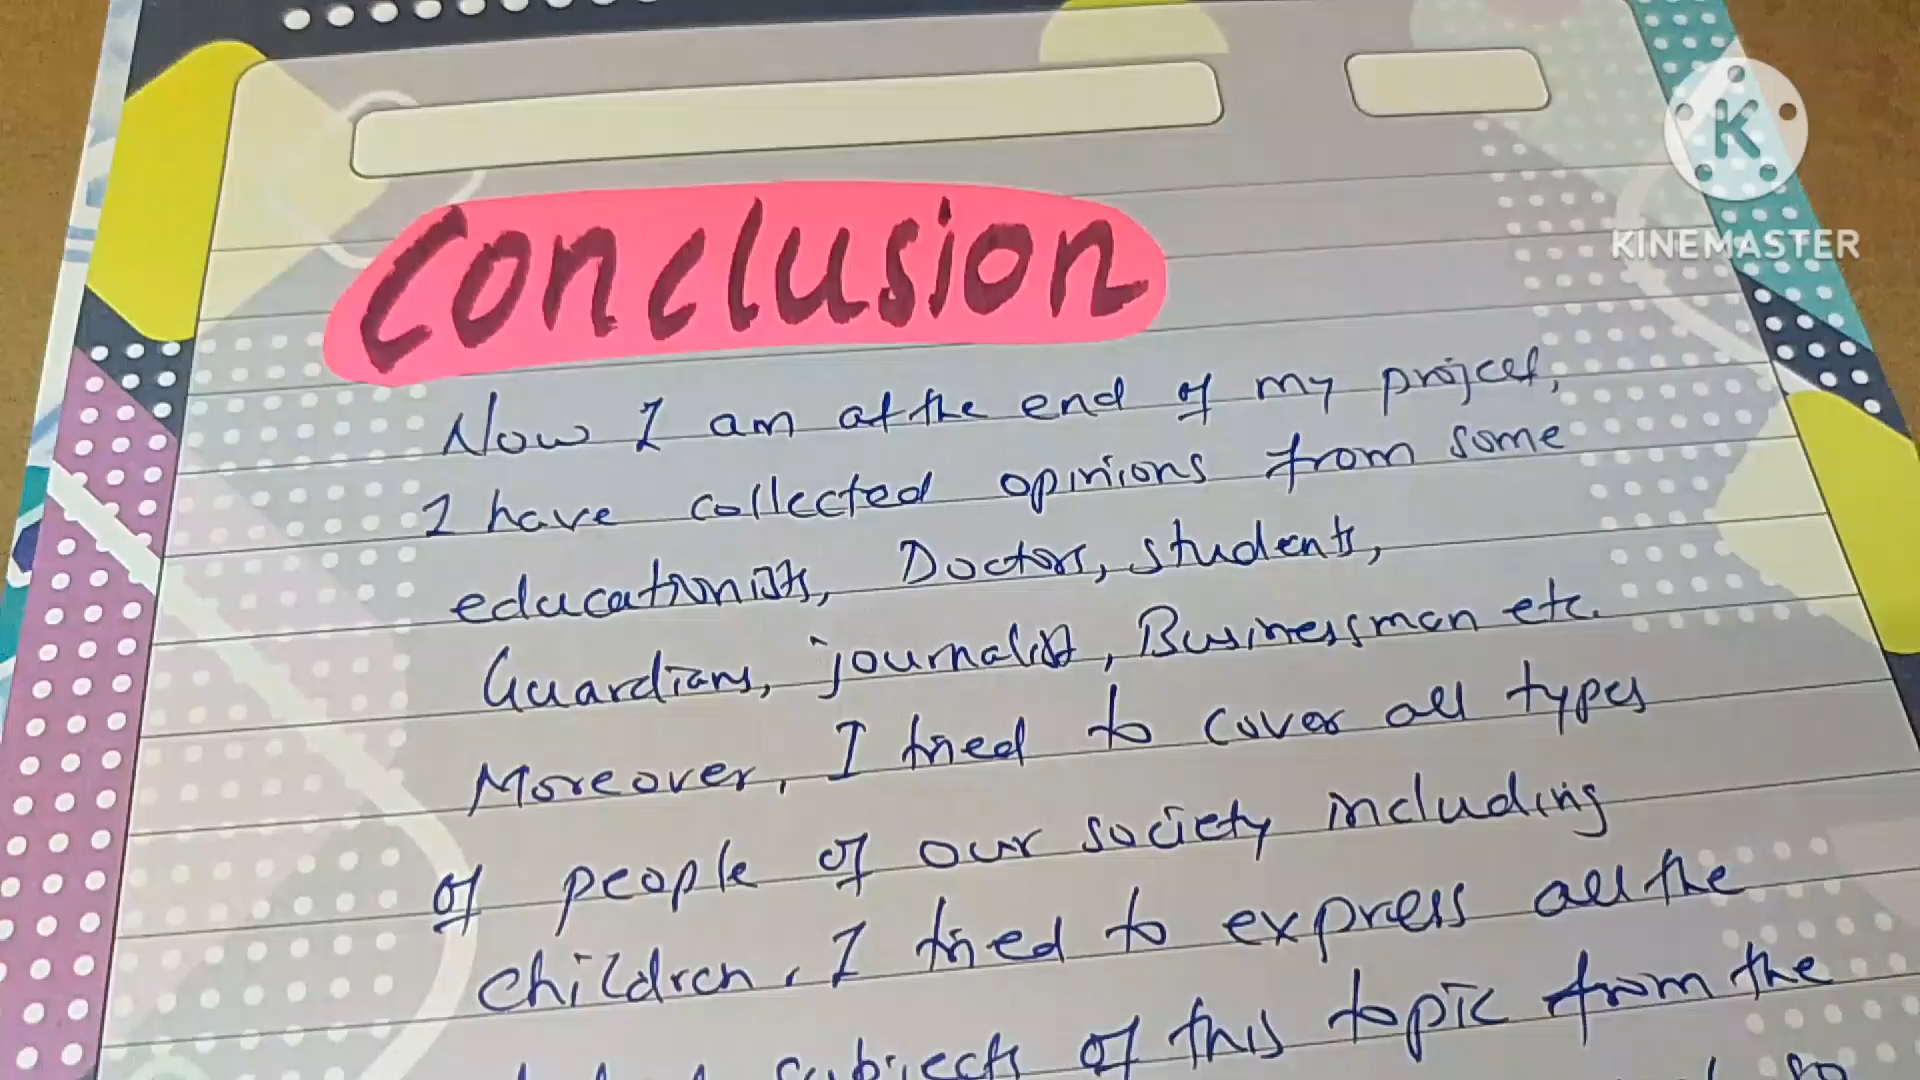 K
KINEMASTER
Conclusion
Now I am at the end of my project,
I have collected opinions from some
educationists, Doctors, students,
Guardians, journalist, Businessman etc.
Moreover, I tried to cover all types
of people of our society including
children. I tried to express all the
subjects of this topic from the
so